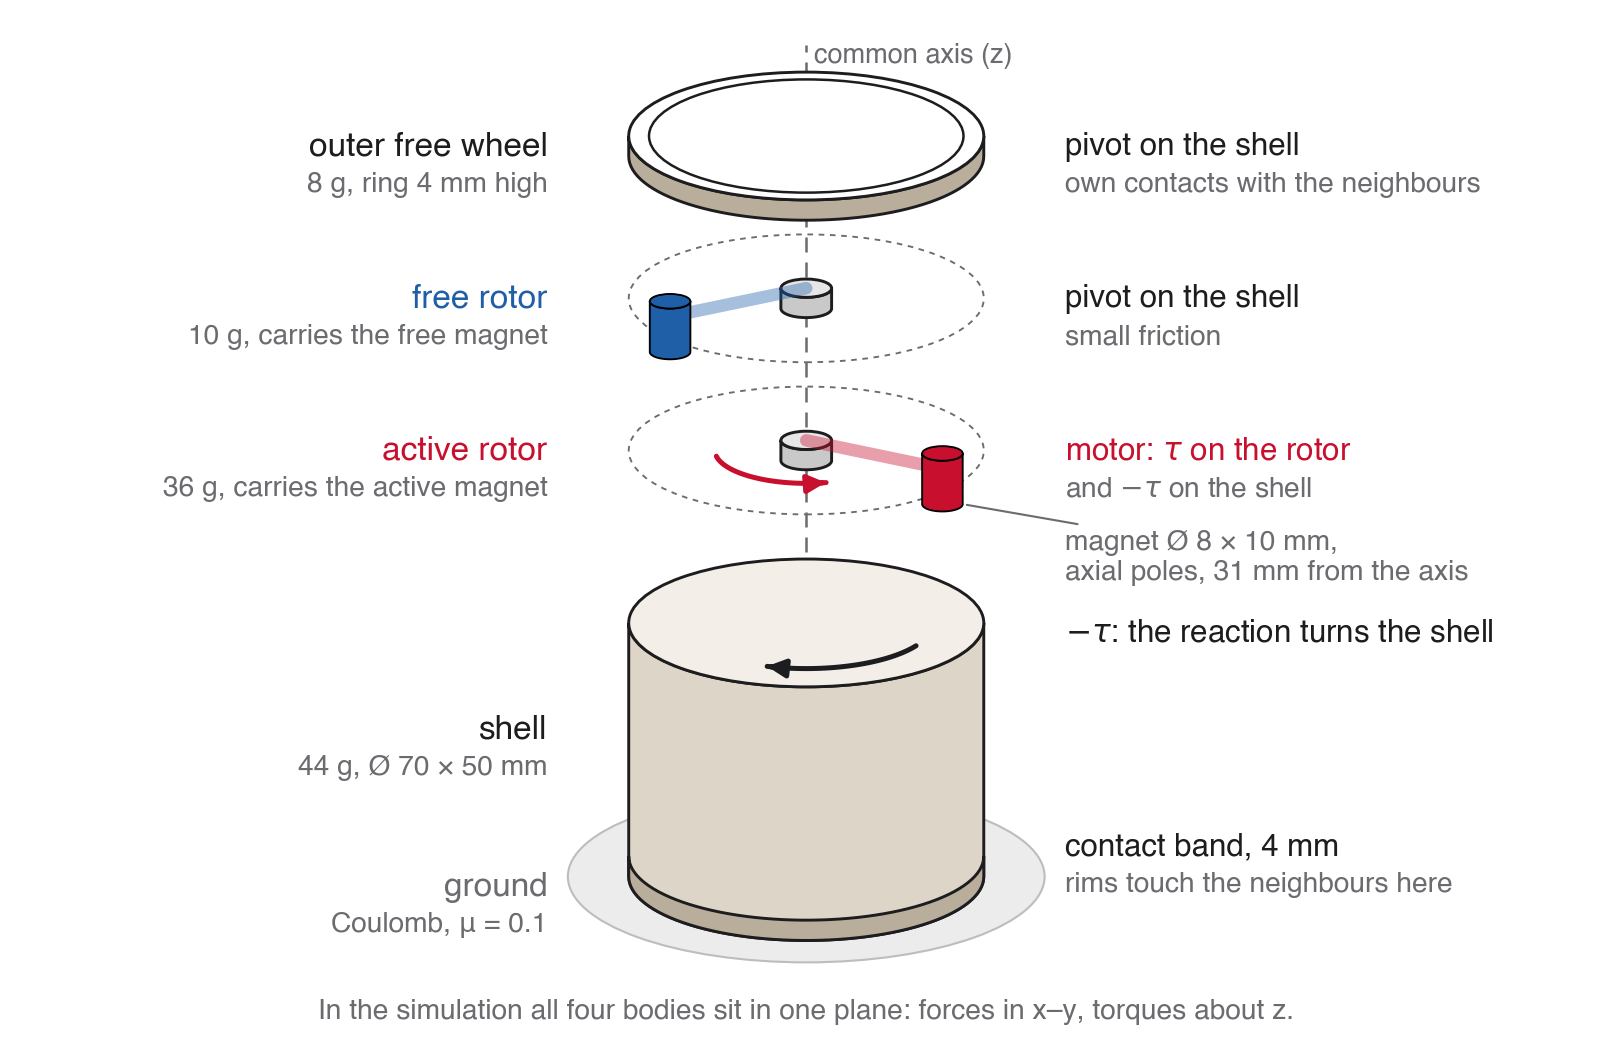 common axis (z)
outer free wheel
8 g, ring 4 mm high
pivot on the shell
own contacts with the neighbours
free rotor
10 g, carries the free magnet
pivot on the shell
small friction
active rotor
36 g, carries the active magnet
motor: τ on the rotor
and −τ on the shell
magnet Ø 8 × 10 mm,
axial poles, 31 mm from the axis
−τ: the reaction turns the shell
shell
44 g, Ø 70 × 50 mm
contact band, 4 mm
rims touch the neighbours here
ground
Coulomb, μ = 0.1
In the simulation all four bodies sit in one plane: forces in x–y, torques about z.